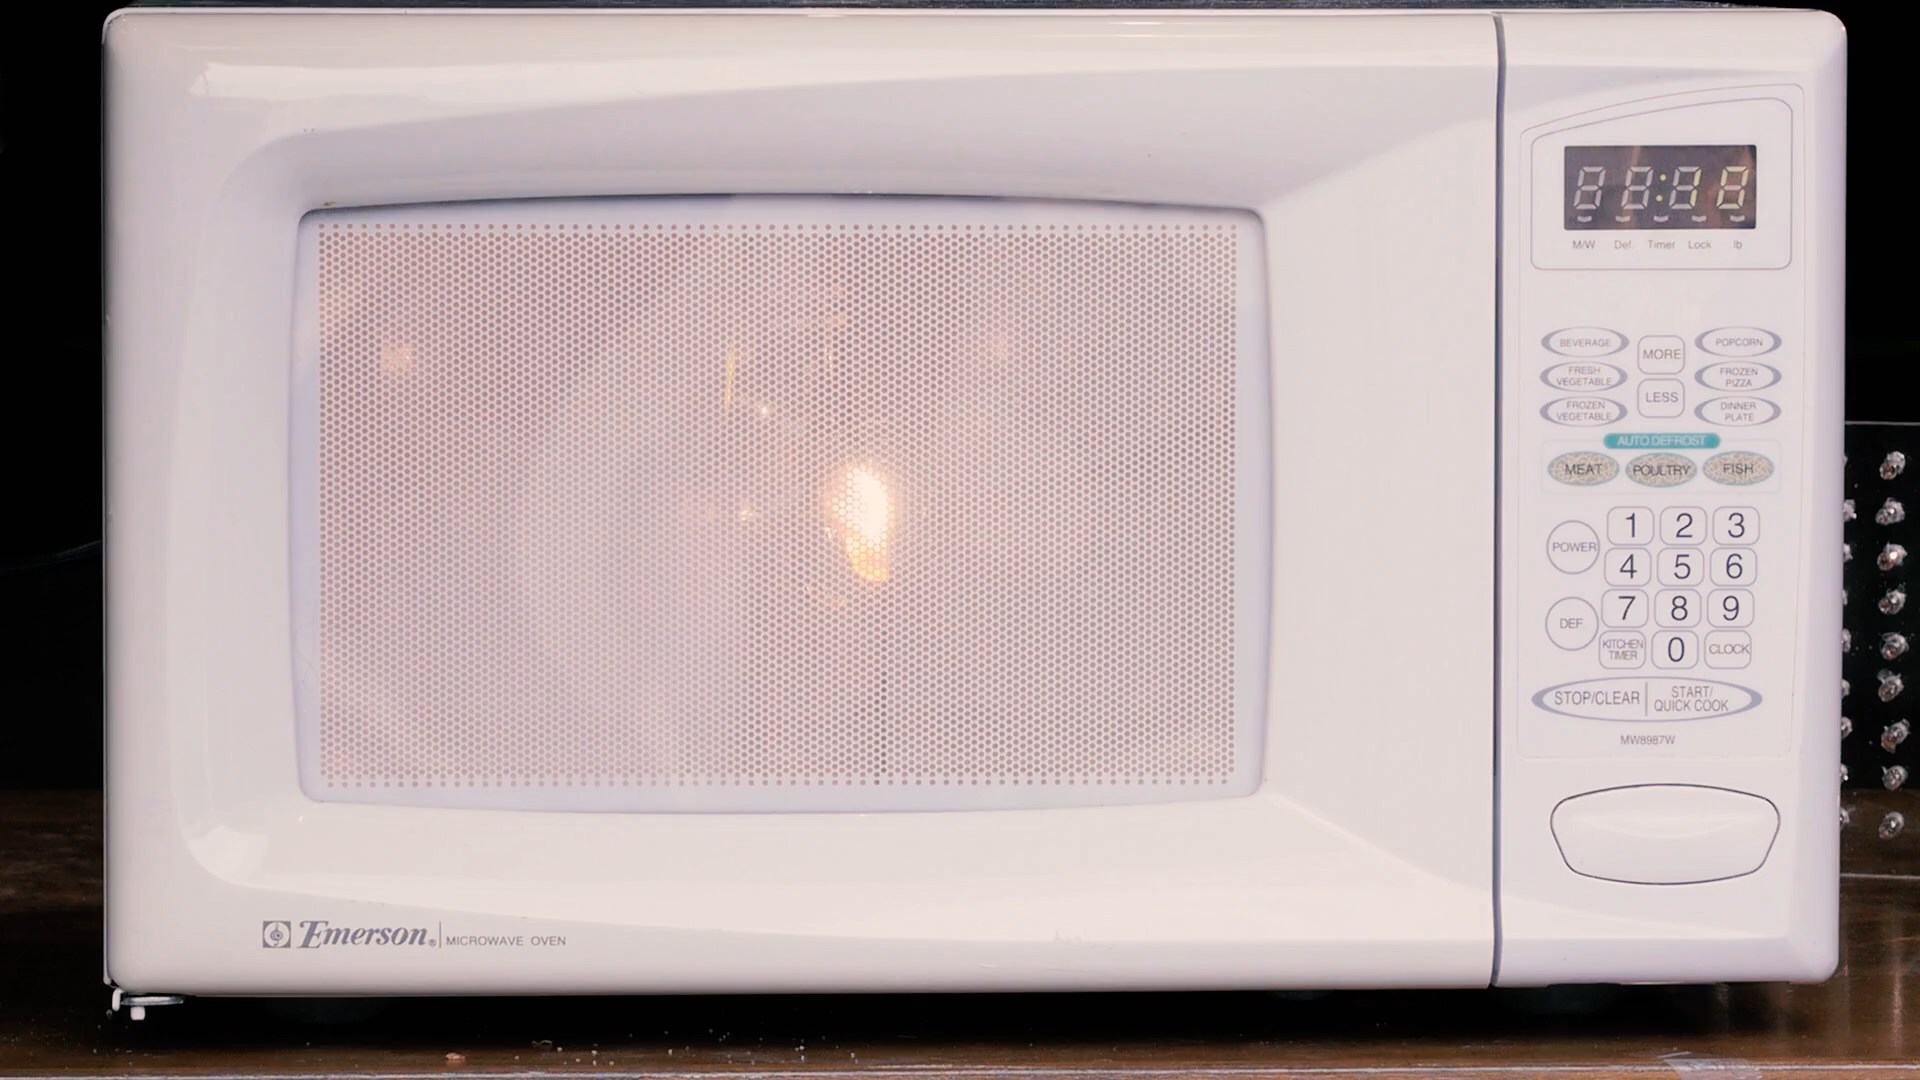 88:88
M/W Def. Timer Lock lb
BEVERAGE
MORE
POPCORN
FRESH
VEGETABLE
FROZEN
PIZZA
LESS
FROZEN
VEGETABLE
DINNER
PLATE
AUTO DEFROST
MEAT POULTRY FISH
POWER
1 2 3
4 5 6
DEF
7 8 9
KITCHEN
TIMER
0
CLOCK
STOP/CLEAR
START/
QUICK COOK
MW8987W
Emerson® MICROWAVE OVEN